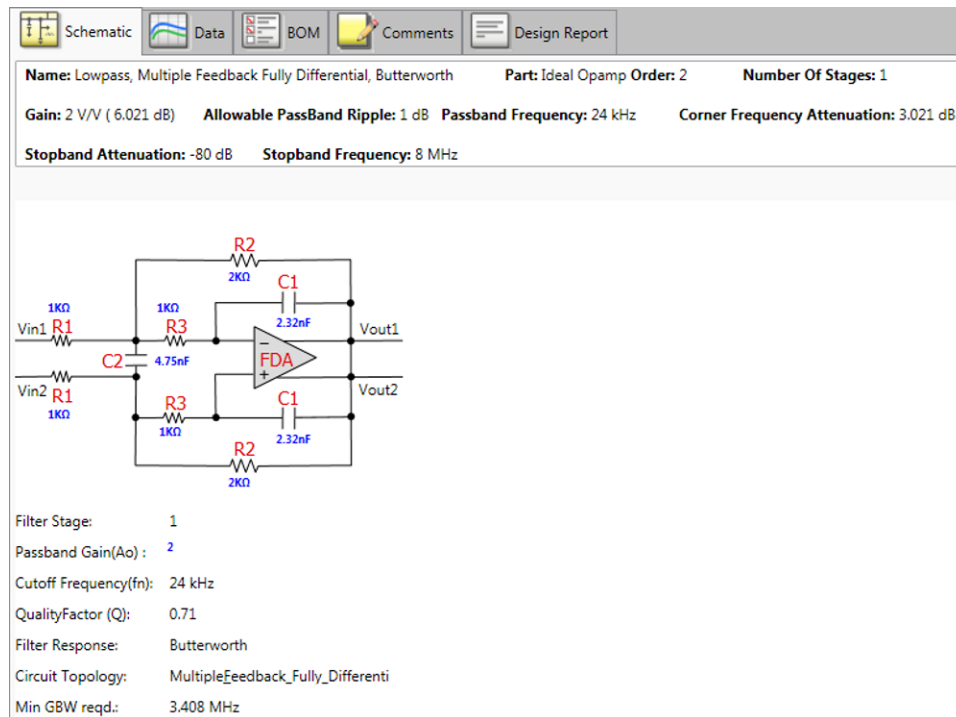 Schematic Data BOM Comments Design Report
Name: Lowpass, Multiple Feedback Fully Differential, Butterworth Part: Ideal Opamp Order: 2 Number Of Stages: 1
Gain: 2 V/V ( 6.021 dB) Allowable PassBand Ripple: 1 dB Passband Frequency: 24 kHz Corner Frequency Attenuation: 3.021 dB
Stopband Attenuation: -80 dB Stopband Frequency: 8 MHz
R2
2KΩ
C1
1KΩ 1KΩ
2.32nF
Vin1 R1 R3 Vout1
C2 4.75nF FDA
Vin2 R1 Vout2
1KΩ
R3 C1
1KΩ 2.32nF
R2
2KΩ
Filter Stage: 1
Passband Gain(Ao) : 2
Cutoff Frequency(fn): 24 kHz
QualityFactor (Q): 0.71
Filter Response: Butterworth
Circuit Topology: MultipleFeedback_Fully_Differenti
Min GBW reqd.: 3.408 MHz